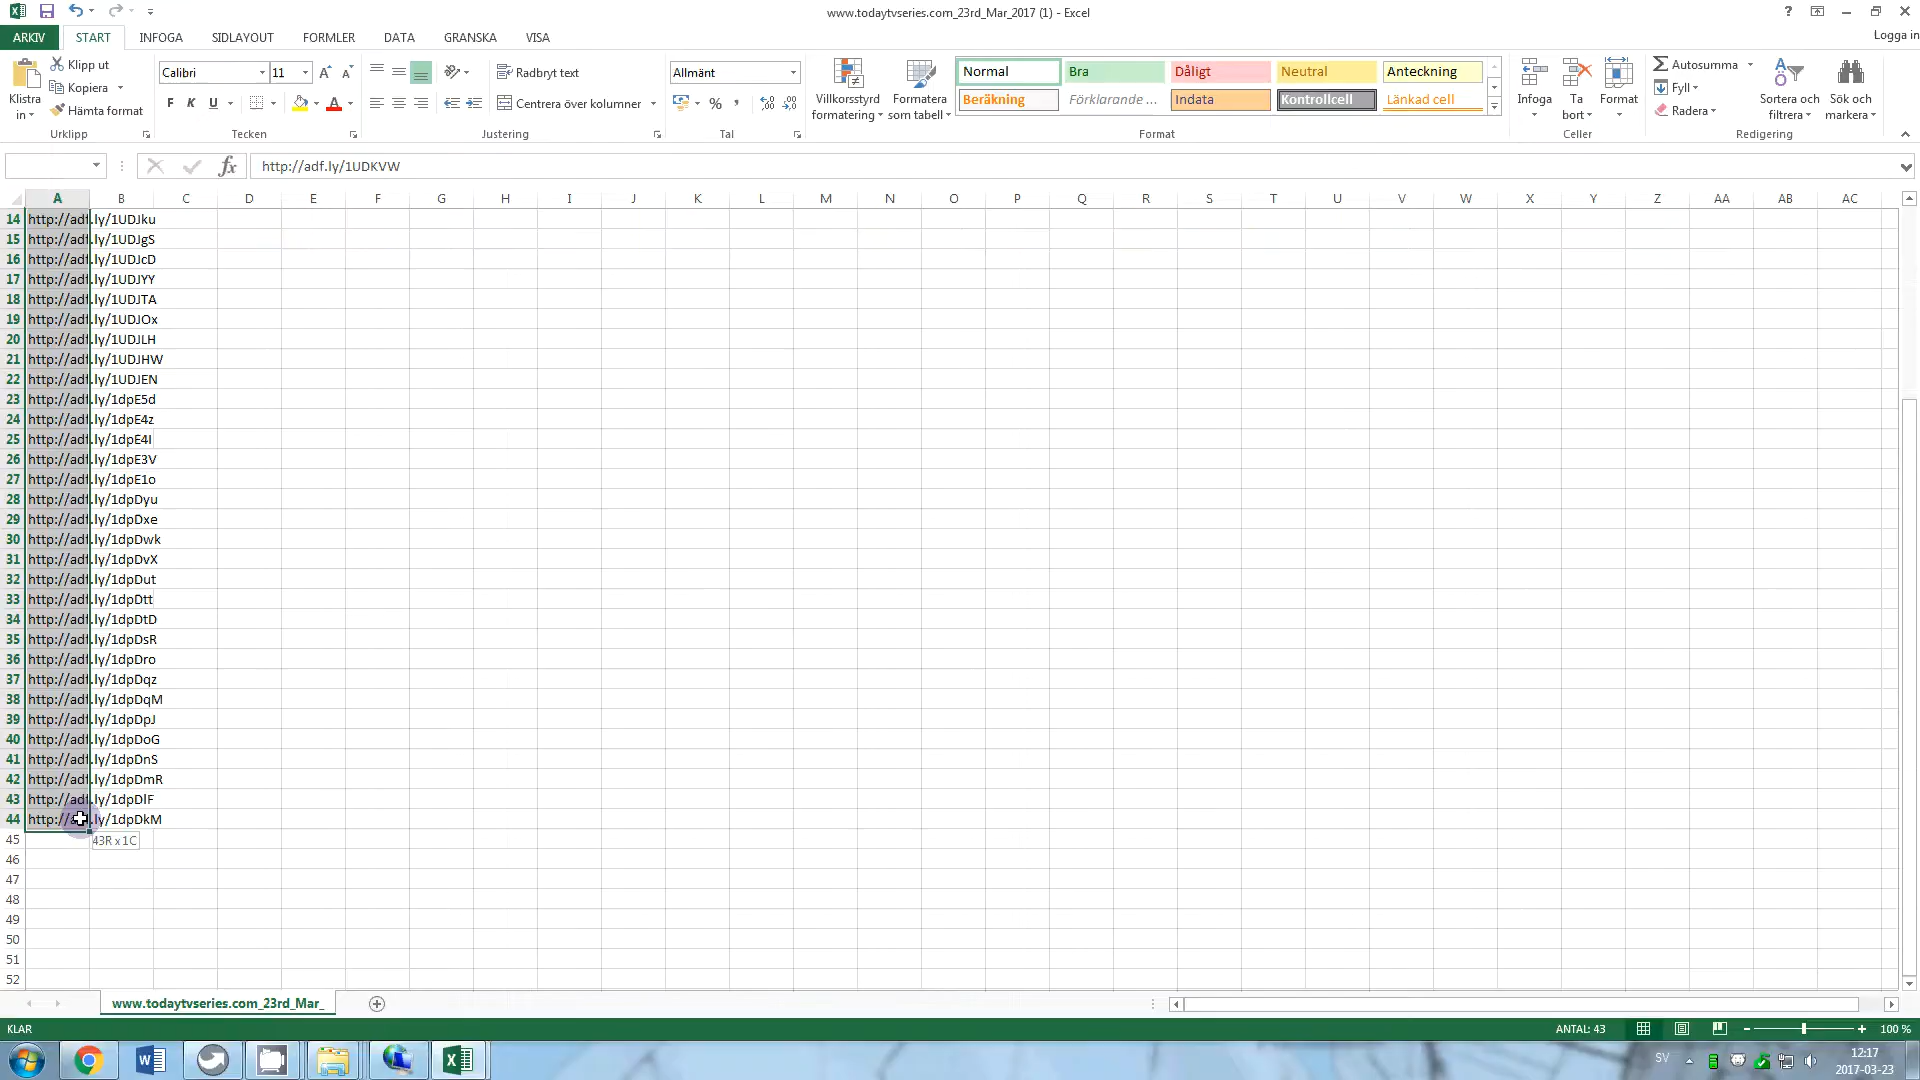 www.todaytvseries.com_23rd_Mar_2017 (1) - Excel
ARKIV START INFOGA SIDLAYOUT FORMLER DATA GRANSKA VISA Logga in
Klistra in
Klipp ut
Kopiera
Hämta format
Urklipp
Calibri 11
F K U
Tecken
Radbryt text
Centrera över kolumner
Justering
Allmänt
%
Tal
Villkorsstyrd formatering
Formatera som tabell
Normal Bra Dåligt Neutral Anteckning
Beräkning Förklarande ... Indata Kontrollcell Länkad cell
Format
Infoga
Ta bort
Format
Celler
Autosumma
Fyll
Radera
Sortera och filtrera
Sök och markera
Redigering
fx http://adf.ly/1UDKVW
A B C D E F G H I J K L M N O P Q R S T U V W X Y Z AA AB AC
14 http://adf.ly/1UDJku
15 http://adf.ly/1UDJgS
16 http://adf.ly/1UDJcD
17 http://adf.ly/1UDJYY
18 http://adf.ly/1UDJTA
19 http://adf.ly/1UDJOx
20 http://adf.ly/1UDJLH
21 http://adf.ly/1UDJHW
22 http://adf.ly/1UDJEN
23 http://adf.ly/1dpE5d
24 http://adf.ly/1dpE4z
25 http://adf.ly/1dpE4I
26 http://adf.ly/1dpE3V
27 http://adf.ly/1dpE1o
28 http://adf.ly/1dpDyu
29 http://adf.ly/1dpDxe
30 http://adf.ly/1dpDwk
31 http://adf.ly/1dpDvX
32 http://adf.ly/1dpDut
33 http://adf.ly/1dpDtt
34 http://adf.ly/1dpDtD
35 http://adf.ly/1dpDsR
36 http://adf.ly/1dpDro
37 http://adf.ly/1dpDqz
38 http://adf.ly/1dpDqM
39 http://adf.ly/1dpDpJ
40 http://adf.ly/1dpDoG
41 http://adf.ly/1dpDnS
42 http://adf.ly/1dpDmR
43 http://adf.ly/1dpDlF
44 http://adf.ly/1dpDkM
45 43R x 1C
46
47
48
49
50
51
52
www.todaytvseries.com_23rd_Mar_
KLAR ANTAL: 43 100 %
SV 12:17
2017-03-23